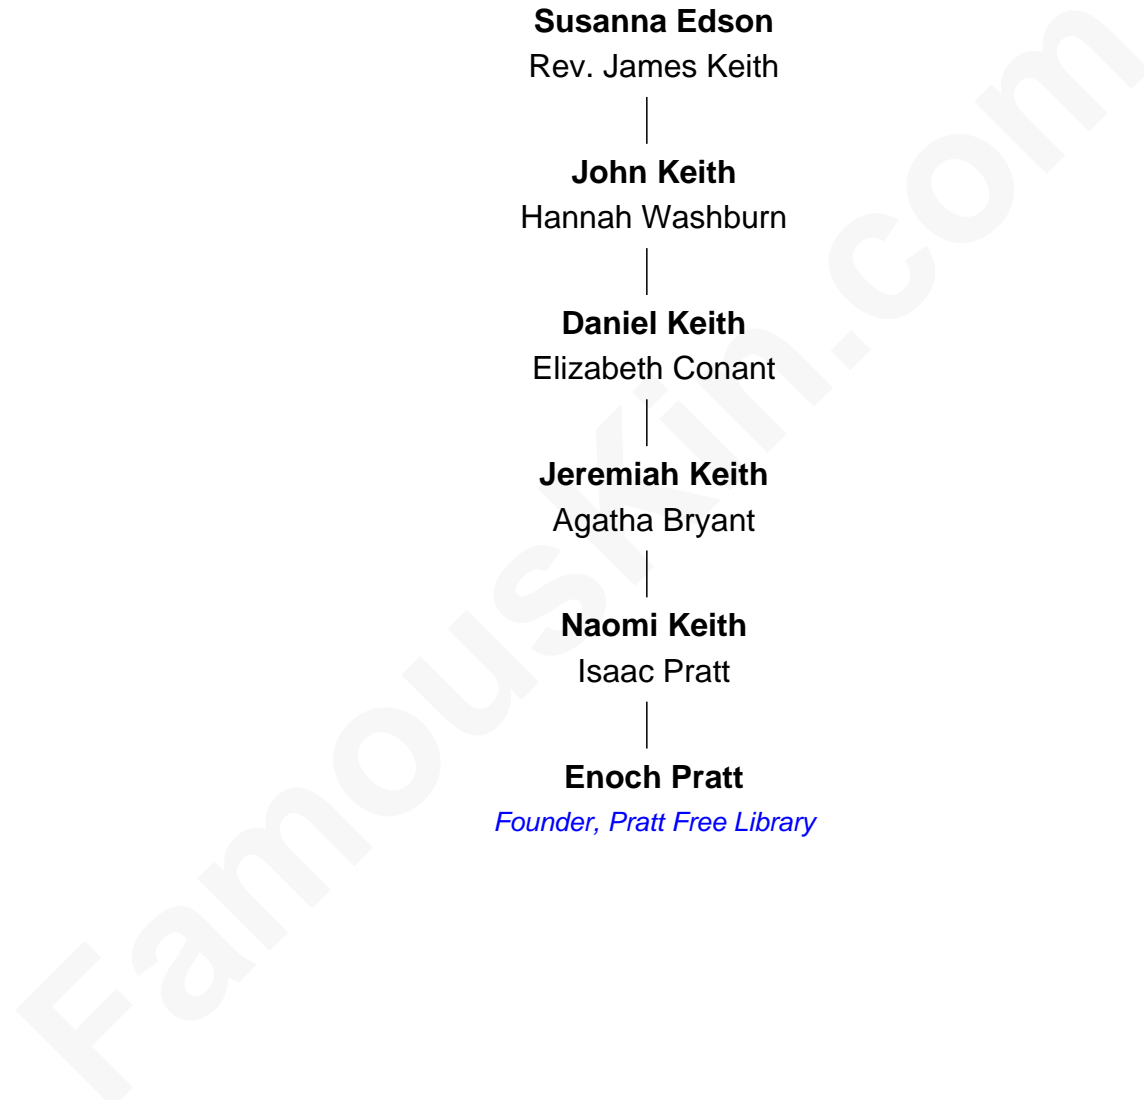 Susanna Edson
Rev. James Keith
John Keith
Hannah Washburn
Daniel Keith
Elizabeth Conant
Jeremiah Keith
Agatha Bryant
Naomi Keith
Isaac Pratt
Enoch Pratt
Founder, Pratt Free Library
FamousKin.com